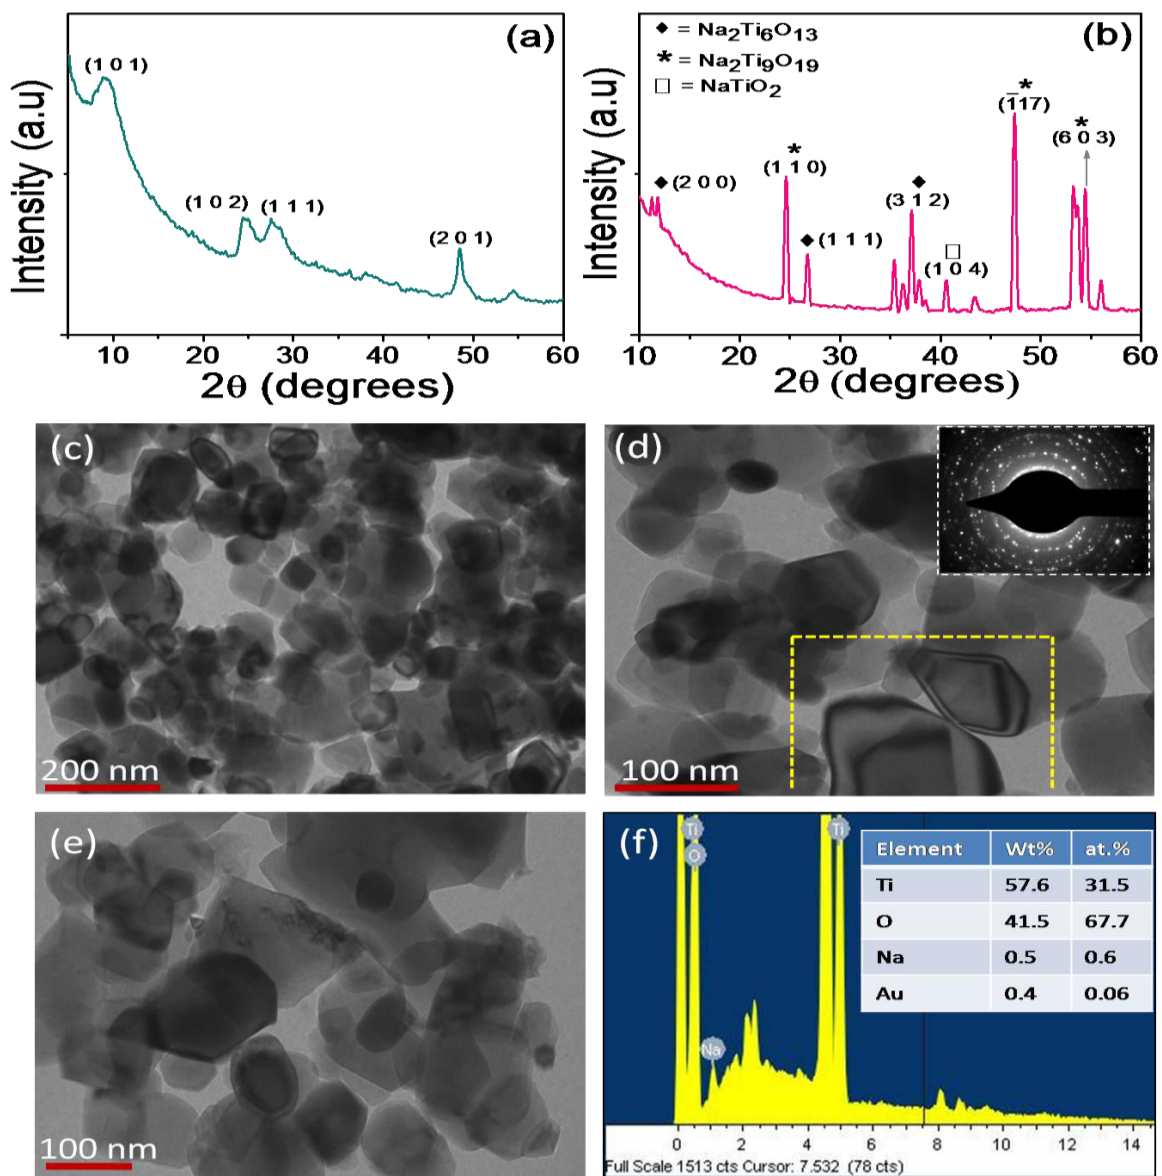 (a)
(1 0 1)
(1 0 2)
(1 1 1)
(2 0 1)
Intensity (a.u)
10 20 30 40 50 60
2θ (degrees)
(b)
◆ = Na2Ti6O13
* = Na2Ti9O19
□ = NaTiO2
*
(1̅17)
*
(6 0 3)
*
(1 1 0)
◆ (2 0 0)
◆
(3 1 2)
◆ (1 1 1)
□
(1 0 4)
Intensity (a.u)
10 20 30 40 50 60
2θ (degrees)
(c)
200 nm
(d)
100 nm
(e)
100 nm
(f)
Ti
O
Ti
Na
Element Wt% at.%
Ti 57.6 31.5
O 41.5 67.7
Na 0.5 0.6
Au 0.4 0.06
0 2 4 6 8 10 12 14
Full Scale 1513 cts Cursor: 7.532 (78 cts)